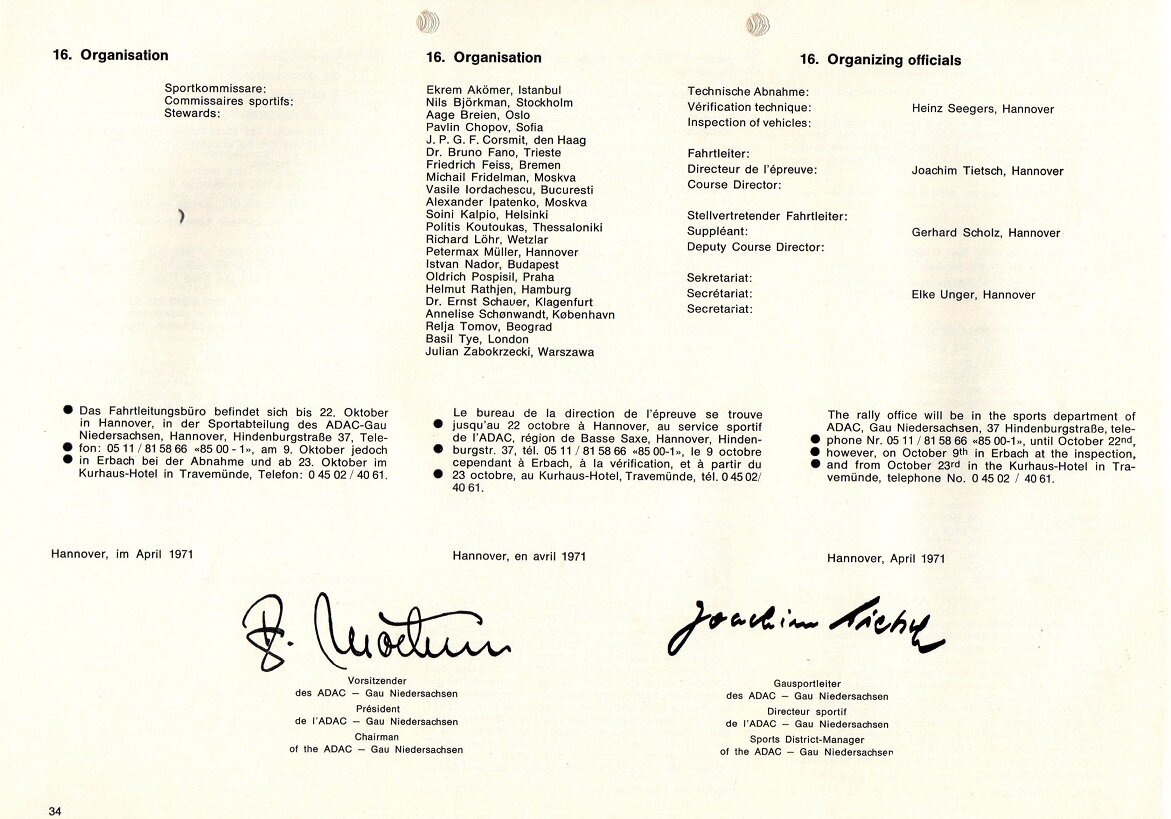 16. Organisation
Sportkommissare:
Commissaires sportifs:
Stewards:
16. Organisation
Ekrem Akömer, Istanbul
Nils Björkman, Stockholm
Aage Breien, Oslo
Pavlin Chopov, Sofia
J. P. G. F. Corsmit, den Haag
Dr. Bruno Fano, Trieste
Friedrich Feiss, Bremen
Michail Fridelman, Moskva
Vasile Iordachescu, Bucuresti
Alexander Ipatenko, Moskva
Soini Kalpio, Helsinki
Politis Koutoukas, Thessaloniki
Richard Löhr, Wetzlar
Petermax Müller, Hannover
Istvan Nador, Budapest
Oldrich Pospisil, Praha
Helmut Rathjen, Hamburg
Dr. Ernst Schauer, Klagenfurt
Annelise Schønwandt, København
Relja Tomov, Beograd
Basil Tye, London
Julian Zabokrzecki, Warszawa
16. Organizing officials
Technische Abnahme:
Vérification technique: Heinz Seegers, Hannover
Inspection of vehicles:
Fahrtleiter:
Directeur de l'épreuve: Joachim Tietsch, Hannover
Course Director:
Stellvertretender Fahrtleiter:
Suppléant: Gerhard Scholz, Hannover
Deputy Course Director:
Sekretariat:
Secrétariat: Elke Unger, Hannover
Secretariat:
● Das Fahrtleitungsbüro befindet sich bis 22. Oktober
in Hannover, in der Sportabteilung des ADAC-Gau
Niedersachsen, Hannover, Hindenburgstraße 37, Tele-
● fon: 05 11 / 81 58 66 «85 00 - 1», am 9. Oktober jedoch
● in Erbach bei der Abnahme und ab 23. Oktober im
Kurhaus-Hotel in Travemünde, Telefon: 0 45 02 / 40 61.
Le bureau de la direction de l'épreuve se trouve
● jusqu'au 22 octobre à Hannover, au service sportif
de l'ADAC, région de Basse Saxe, Hannover, Hinden-
● burgstr. 37, tél. 05 11 / 81 58 66 «85 00-1», le 9 octobre
cependant à Erbach, à la vérification, et à partir du
● 23 octobre, au Kurhaus-Hotel, Travemünde, tél. 0 45 02/
40 61.
The rally office will be in the sports department of
ADAC, Gau Niedersachsen, 37 Hindenburgstraße, tele-
● phone Nr. 05 11 / 81 58 66 «85 00-1», until October 22nd,
● however, on October 9th in Erbach at the inspection,
● and from October 23rd in the Kurhaus-Hotel in Tra-
vemünde, telephone No. 0 45 02 / 40 61.
Hannover, im April 1971
Hannover, en avril 1971
Hannover, April 1971
Joachim Tietsch
Vorsitzender
des ADAC – Gau Niedersachsen
Président
de l'ADAC – Gau Niedersachsen
Chairman
of the ADAC – Gau Niedersachsen
Gausportleiter
des ADAC – Gau Niedersachsen
Directeur sportif
de l'ADAC – Gau Niedersachsen
Sports District-Manager
of the ADAC – Gau Niedersachsen
34